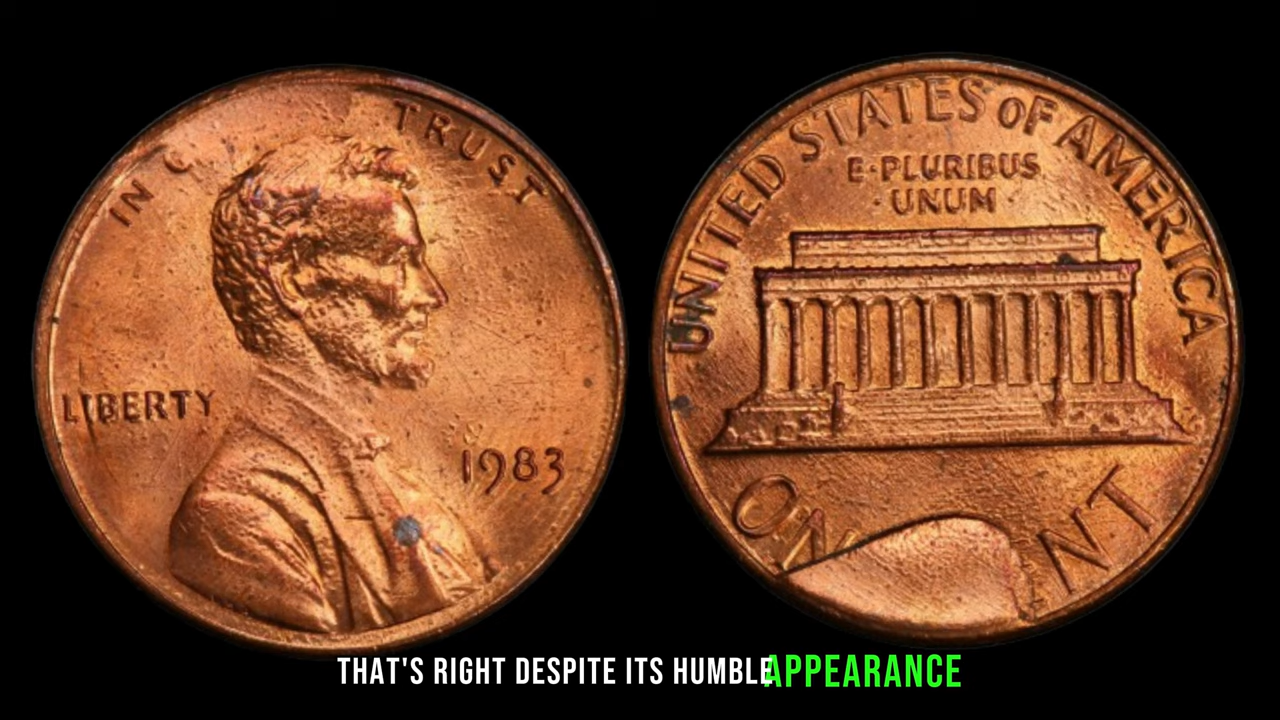 IN G
TRUST
LIBERTY
1983
UNITED STATES OF AMERICA
E·PLURIBUS
·UNUM·
ON
NT
THAT'S RIGHT DESPITE ITS HUMBLE APPEARANCE